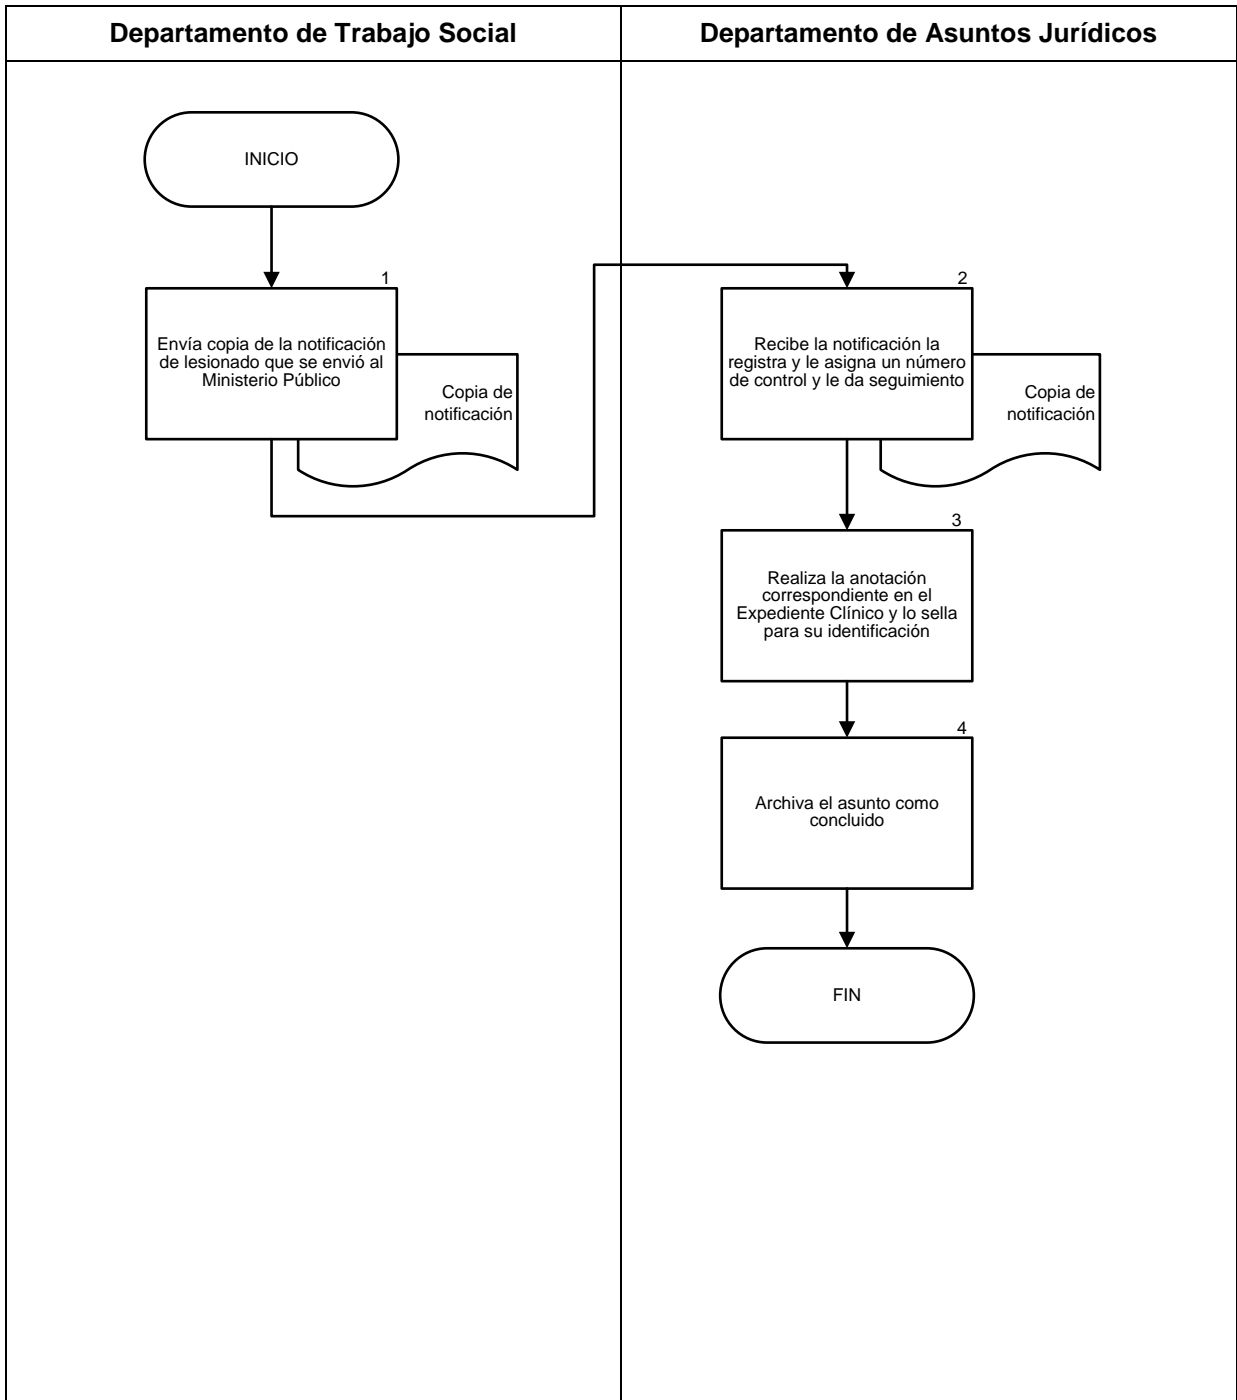 Departamento de Trabajo Social
Departamento de Asuntos Jurídicos
INICIO
1
Envía copia de la notificación
de lesionado que se envió al
Ministerio Público
Copia de
notificación
2
Recibe la notificación la
registra y le asigna un número
de control y le da seguimiento
Copia de
notificación
3
Realiza la anotación
correspondiente en el
Expediente Clínico y lo sella
para su identificación
4
Archiva el asunto como
concluido
FIN